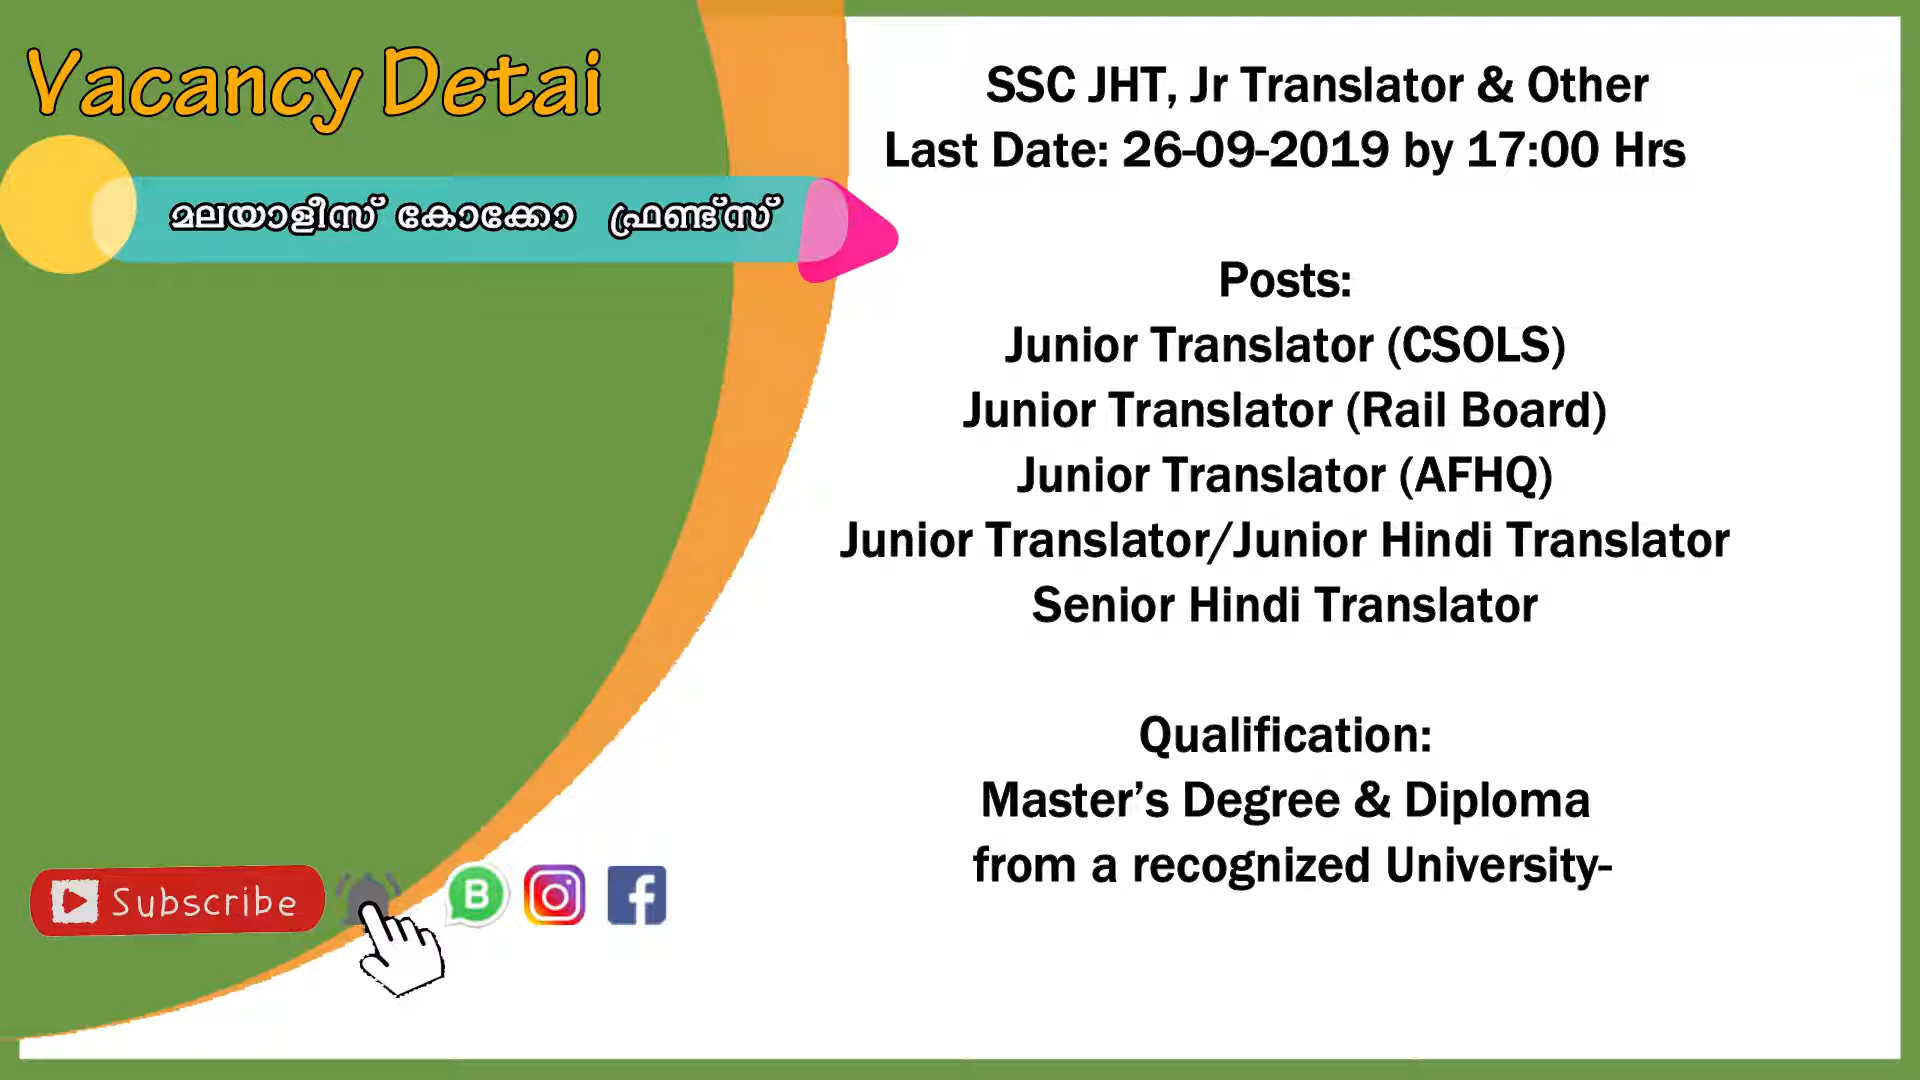 Vacancy Detai
മലയാളീസ് കോക്കോ ഫ്രണ്ട്സ്
SSC JHT, Jr Translator & Other
Last Date: 26-09-2019 by 17:00 Hrs
Posts:
Junior Translator (CSOLS)
Junior Translator (Rail Board)
Junior Translator (AFHQ)
Junior Translator/Junior Hindi Translator
Senior Hindi Translator
Qualification:
Master’s Degree & Diploma
from a recognized University-
Subscribe
B